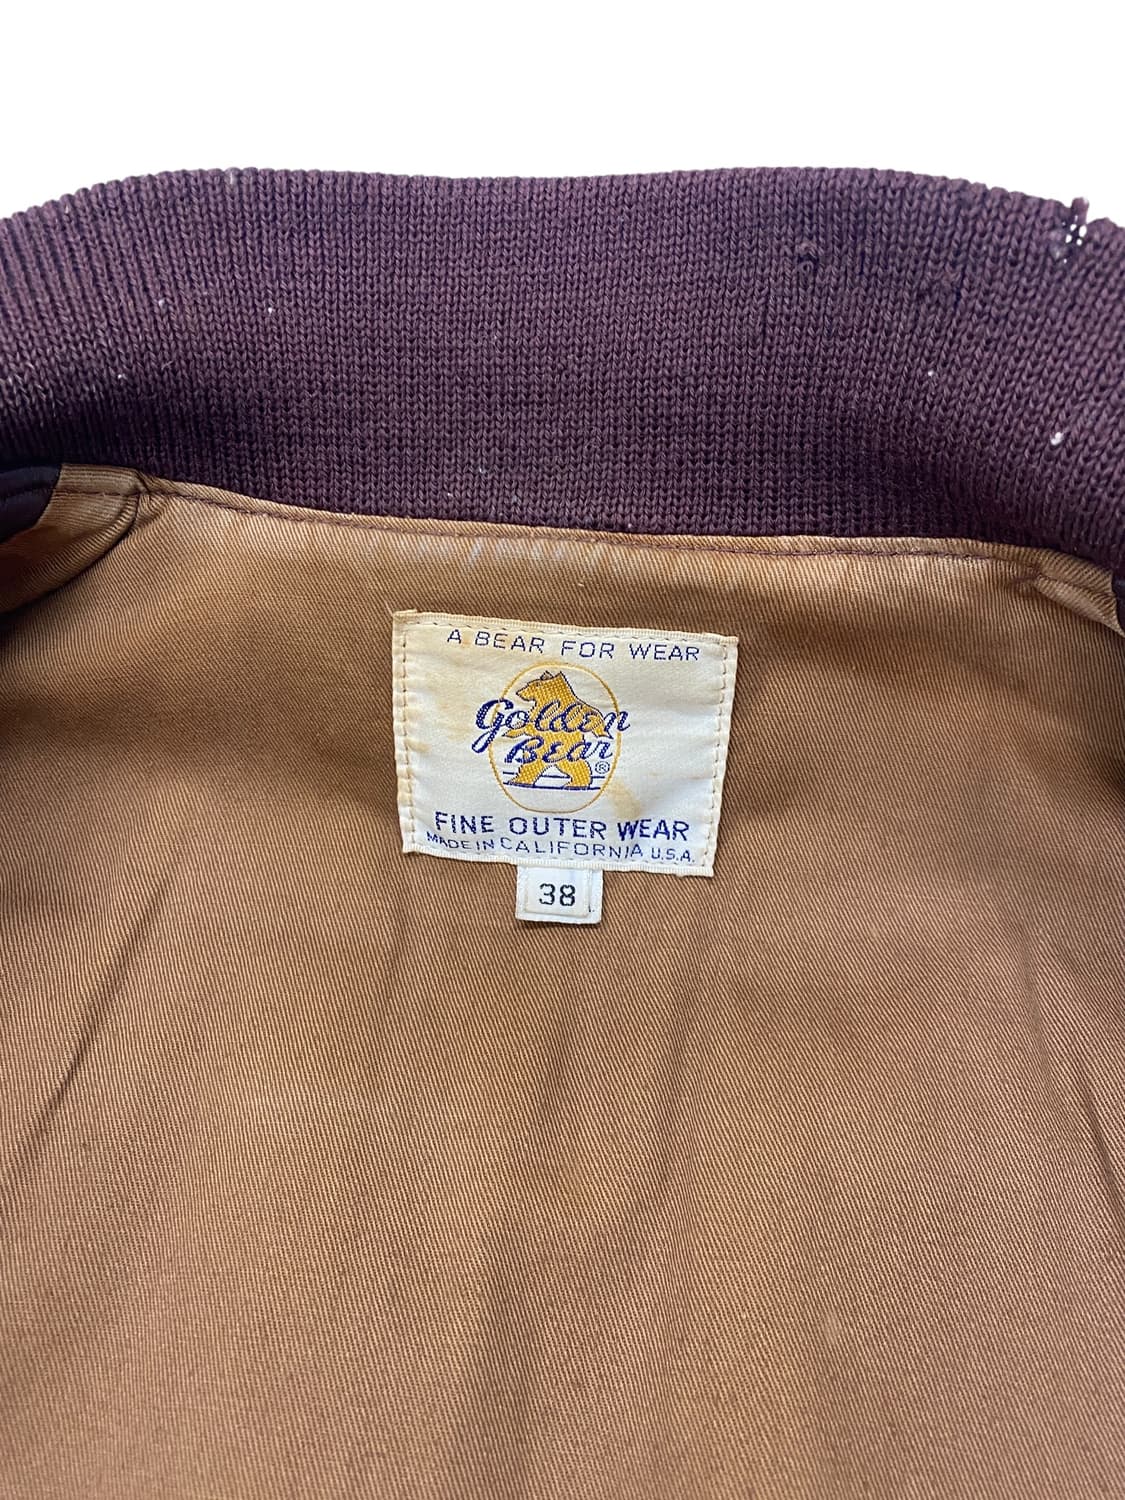 A BEAR FOR WEAR
Golden
Bear ®
FINE OUTER WEAR
MADE IN CALIFORNIA U.S.A.
38